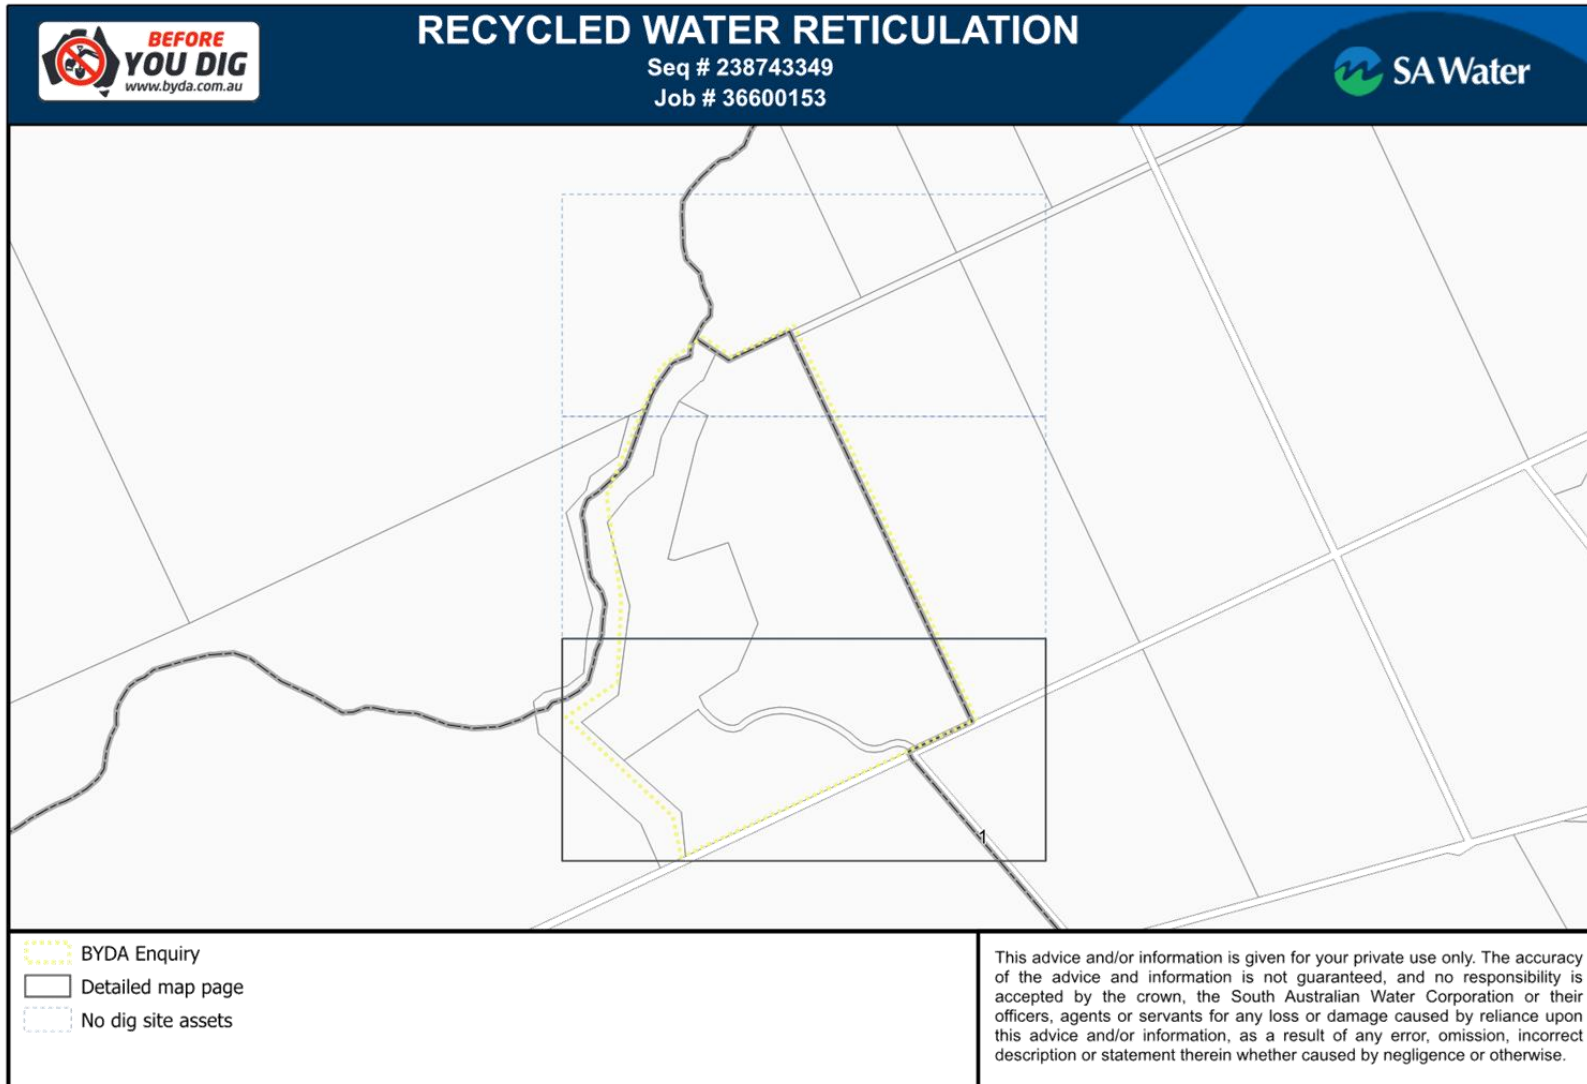 BEFORE
YOU DIG
www.byda.com.au
RECYCLED WATER RETICULATION
Seq # 238743349
Job # 36600153
SA Water
1
BYDA Enquiry
Detailed map page
No dig site assets
This advice and/or information is given for your private use only. The accuracy
of the advice and information is not guaranteed, and no responsibility is
accepted by the crown, the South Australian Water Corporation or their
officers, agents or servants for any loss or damage caused by reliance upon
this advice and/or information, as a result of any error, omission, incorrect
description or statement therein whether caused by negligence or otherwise.